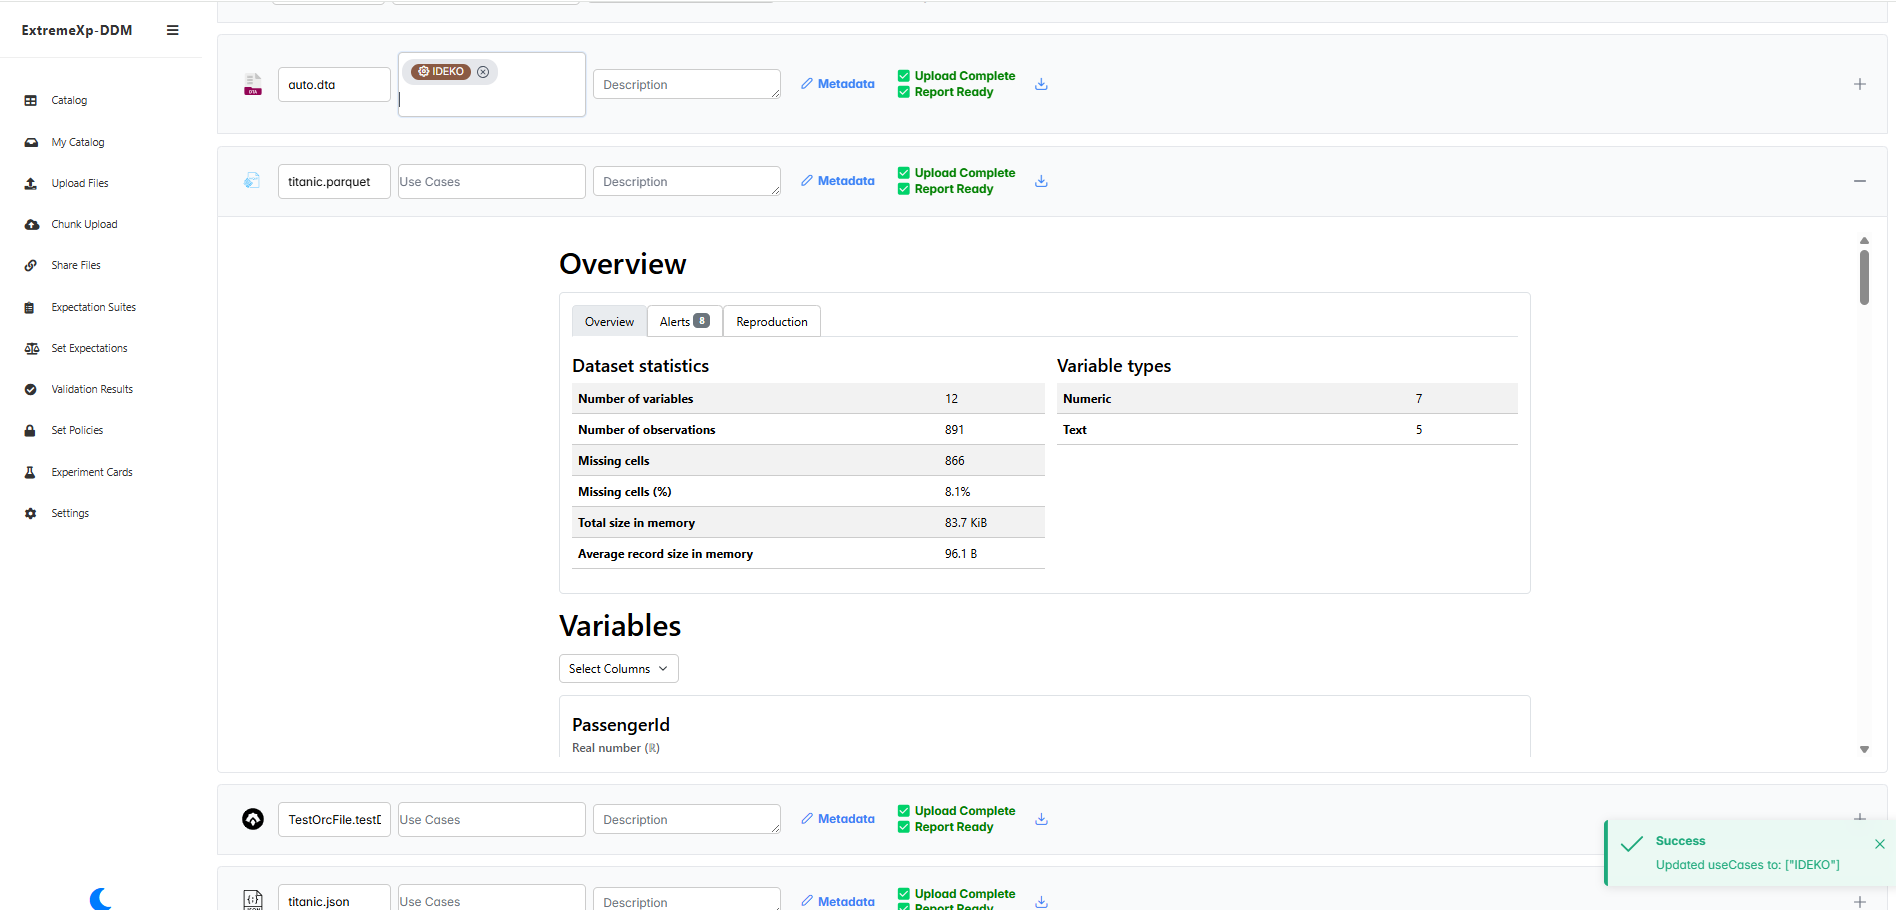 ExtremeXp-DDM
Catalog
My Catalog
Upload Files
Chunk Upload
Share Files
Expectation Suites
Set Expectations
Validation Results
Set Policies
Experiment Cards
Settings
DTA
auto.dta
IDEKO
Description
Metadata
Upload Complete
Report Ready
titanic.parquet
Use Cases
Description
Metadata
Upload Complete
Report Ready
Overview
Overview
Alerts 8
Reproduction
Dataset statistics
Number of variables 12
Number of observations 891
Missing cells 866
Missing cells (%) 8.1%
Total size in memory 83.7 KiB
Average record size in memory 96.1 B
Variable types
Numeric 7
Text 5
Variables
Select Columns
PassengerId
Real number (ℝ)
TestOrcFile.test
Use Cases
Description
Metadata
Upload Complete
Report Ready
titanic.json
Use Cases
Description
Metadata
Upload Complete
Report Ready
Success
Updated useCases to: ["IDEKO"]